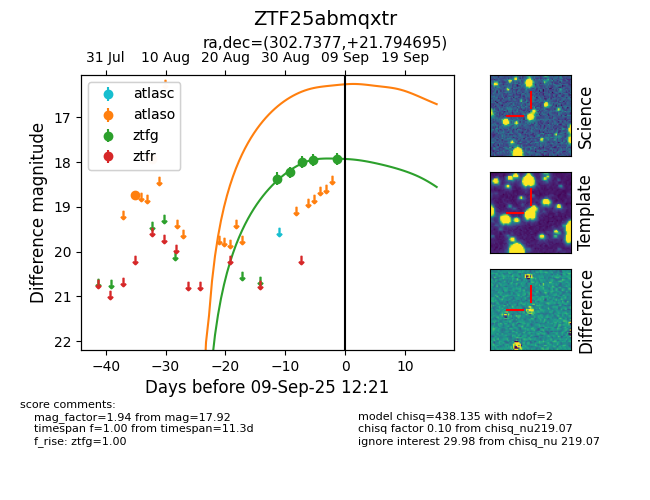 ZTF25abmqxtr
ra,dec=(302.7377,+21.794695)
31 Jul 10 Aug 20 Aug 30 Aug 09 Sep 19 Sep
atlasc
atlaso
ztfg
ztfr
17
18
19
20
21
22
Difference magnitude
−40 −30 −20 −10 0 10
Days before 09-Sep-25 12:21
Science
Template
Difference
score comments:
mag_factor=1.94 from mag=17.92
timespan f=1.00 from timespan=11.3d
f_rise: ztfg=1.00
model chisq=438.135 with ndof=2
chisq factor 0.10 from chisq_nu219.07
ignore interest 29.98 from chisq_nu 219.07